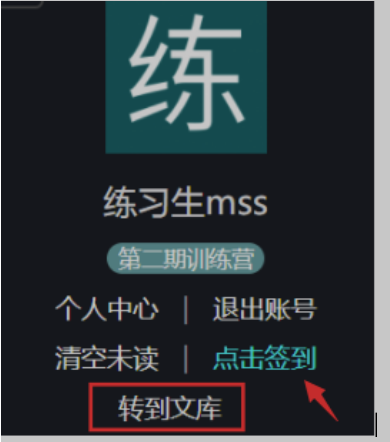 练
练习生mss
第二期训练营
个人中心 | 退出账号
清空未读 | 点击签到
转到文库